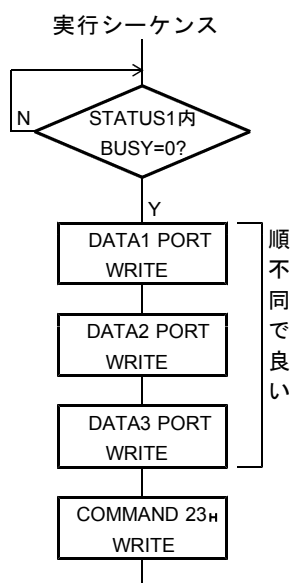 実行シーケンス
N
STATUS1内
BUSY=0?
Y
DATA1 PORT
WRITE
DATA2 PORT
WRITE
DATA3 PORT
WRITE
順不同で良い
COMMAND 23H
WRITE